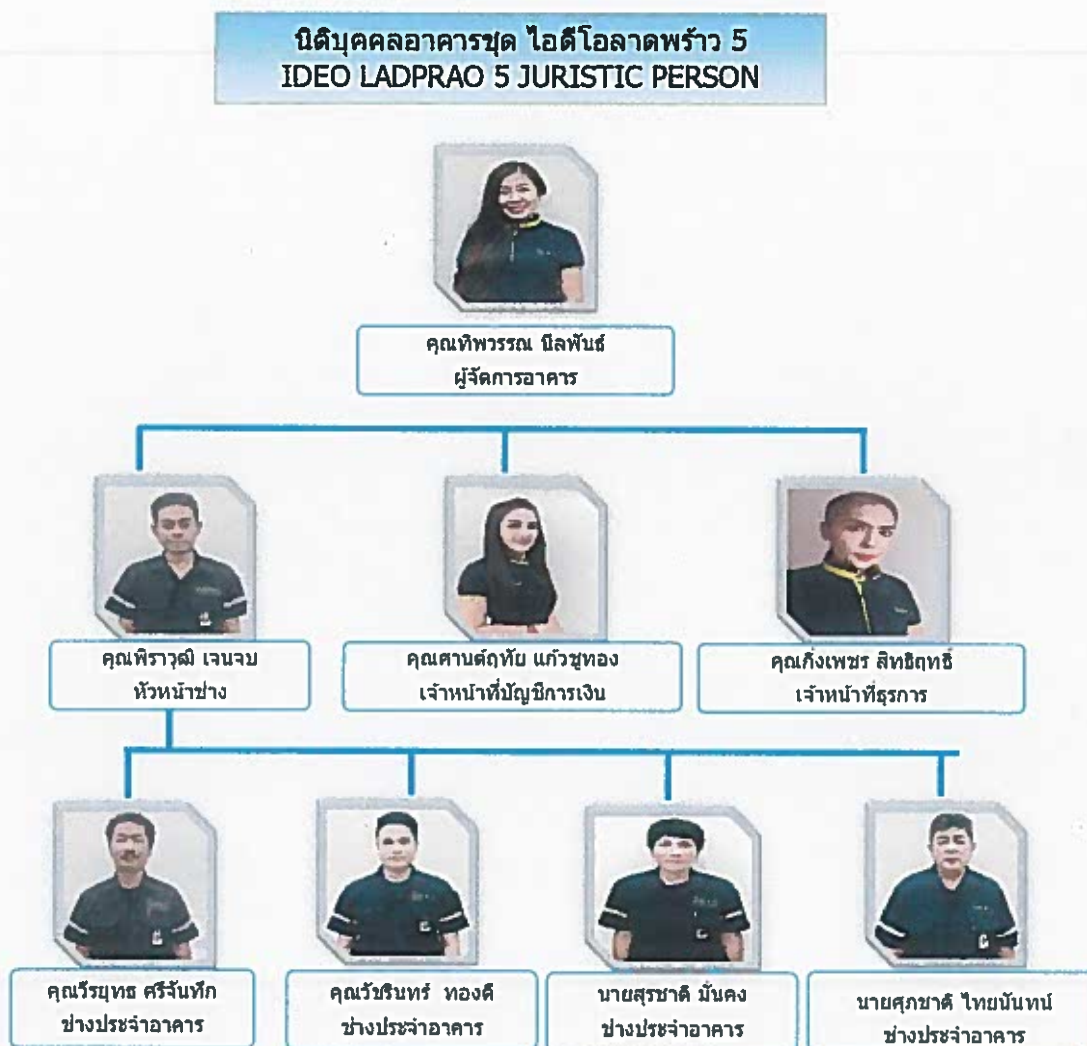 นิติบุคคลอาคารชุด ไอดีโอลาดพร้าว 5
IDEO LADPRAO 5 JURISTIC PERSON
คุณทิพวรรณ นิลพันธ์
ผู้จัดการอาคาร
คุณพิราวุฒิ เจนจบ
หัวหน้าช่าง
คุณศานต์ฤทัย แก้วชูทอง
เจ้าหน้าที่บัญชีการเงิน
คุณกิ่งเพชร สิทธิฤทธิ์
เจ้าหน้าที่ธุรการ
คุณวีรยุทธ ศรีจันทึก
ช่างประจำอาคาร
คุณวัชรินทร์ ทองดี
ช่างประจำอาคาร
นายสุรชาติ มั่นคง
ช่างประจำอาคาร
นายศุภชาติ ไทยนันทน์
ช่างประจำอาคาร